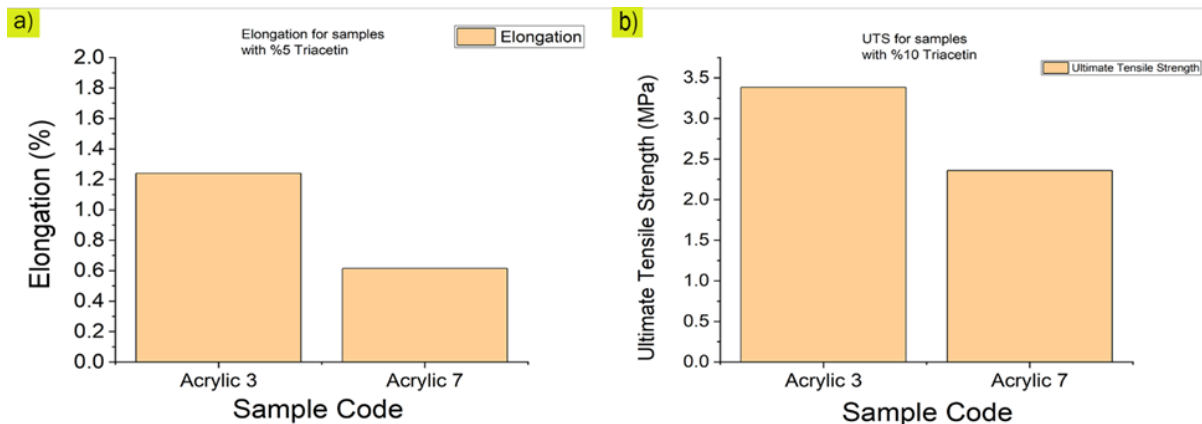 a)
Elongation for samples
with %5 Triacetin
Elongation
2.0
1.8
1.6
1.4
1.2
1.0
0.8
0.6
0.4
0.2
0.0
Elongation (%)
Acrylic 3
Acrylic 7
Sample Code
b)
UTS for samples
with %10 Triacetin
Ultimate Tensile Strength
3.5
3.0
2.5
2.0
1.5
1.0
0.5
0.0
Ultimate Tensile Strength (MPa)
Acrylic 3
Acrylic 7
Sample Code